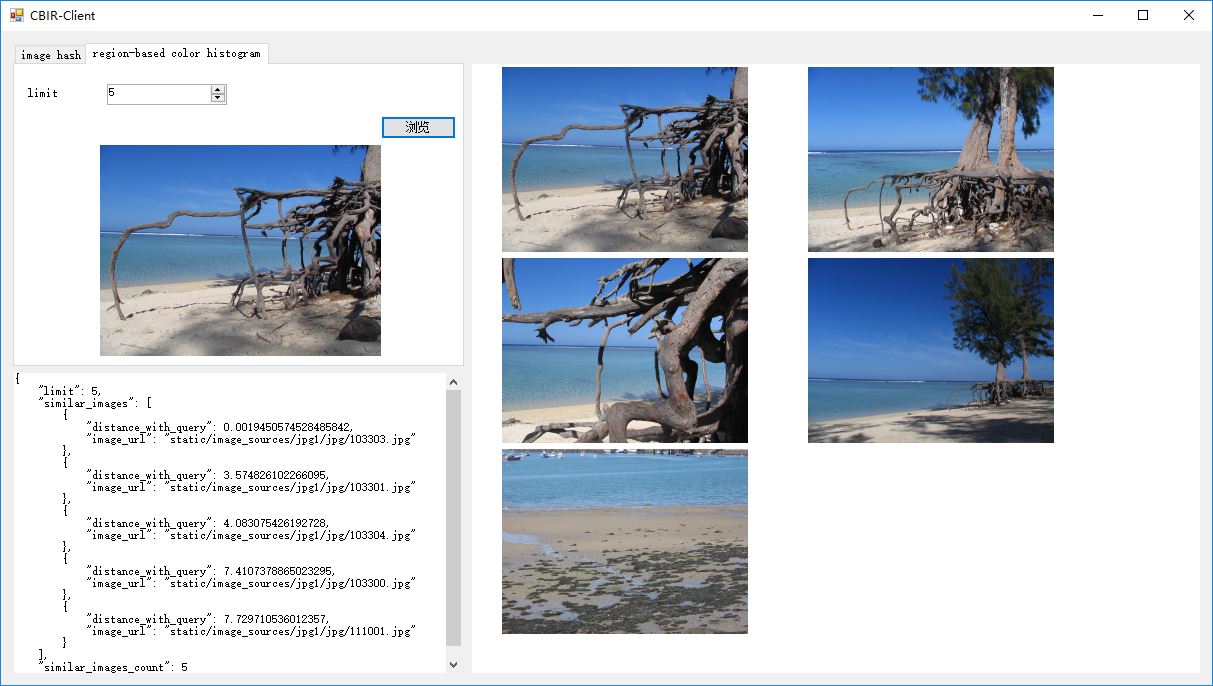 CBIR-Client
image hash
region-based color histogram
limit
5
浏览
{
"limit": 5,
"similar_images": [
{
"distance_with_query": 0.0019450574528485842,
"image_url": "static/image_sources/jpg1/jpg/103303.jpg"
},
{
"distance_with_query": 3.574826102266095,
"image_url": "static/image_sources/jpg1/jpg/103301.jpg"
},
{
"distance_with_query": 4.083075426192728,
"image_url": "static/image_sources/jpg1/jpg/103304.jpg"
},
{
"distance_with_query": 7.4107378865023295,
"image_url": "static/image_sources/jpg1/jpg/103300.jpg"
},
{
"distance_with_query": 7.729710536012357,
"image_url": "static/image_sources/jpg1/jpg/111001.jpg"
}
],
"similar_images_count": 5